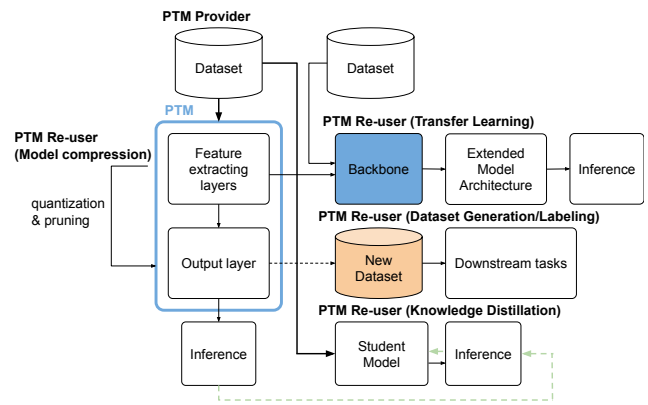 PTM Provider
Dataset
Dataset
PTM
PTM Re-user
(Model compression)
quantization
& pruning
Feature
extracting
layers
Output layer
Inference
PTM Re-user (Transfer Learning)
Backbone
Extended
Model
Architecture
Inference
PTM Re-user (Dataset Generation/Labeling)
New
Dataset
Downstream tasks
PTM Re-user (Knowledge Distillation)
Student
Model
Inference